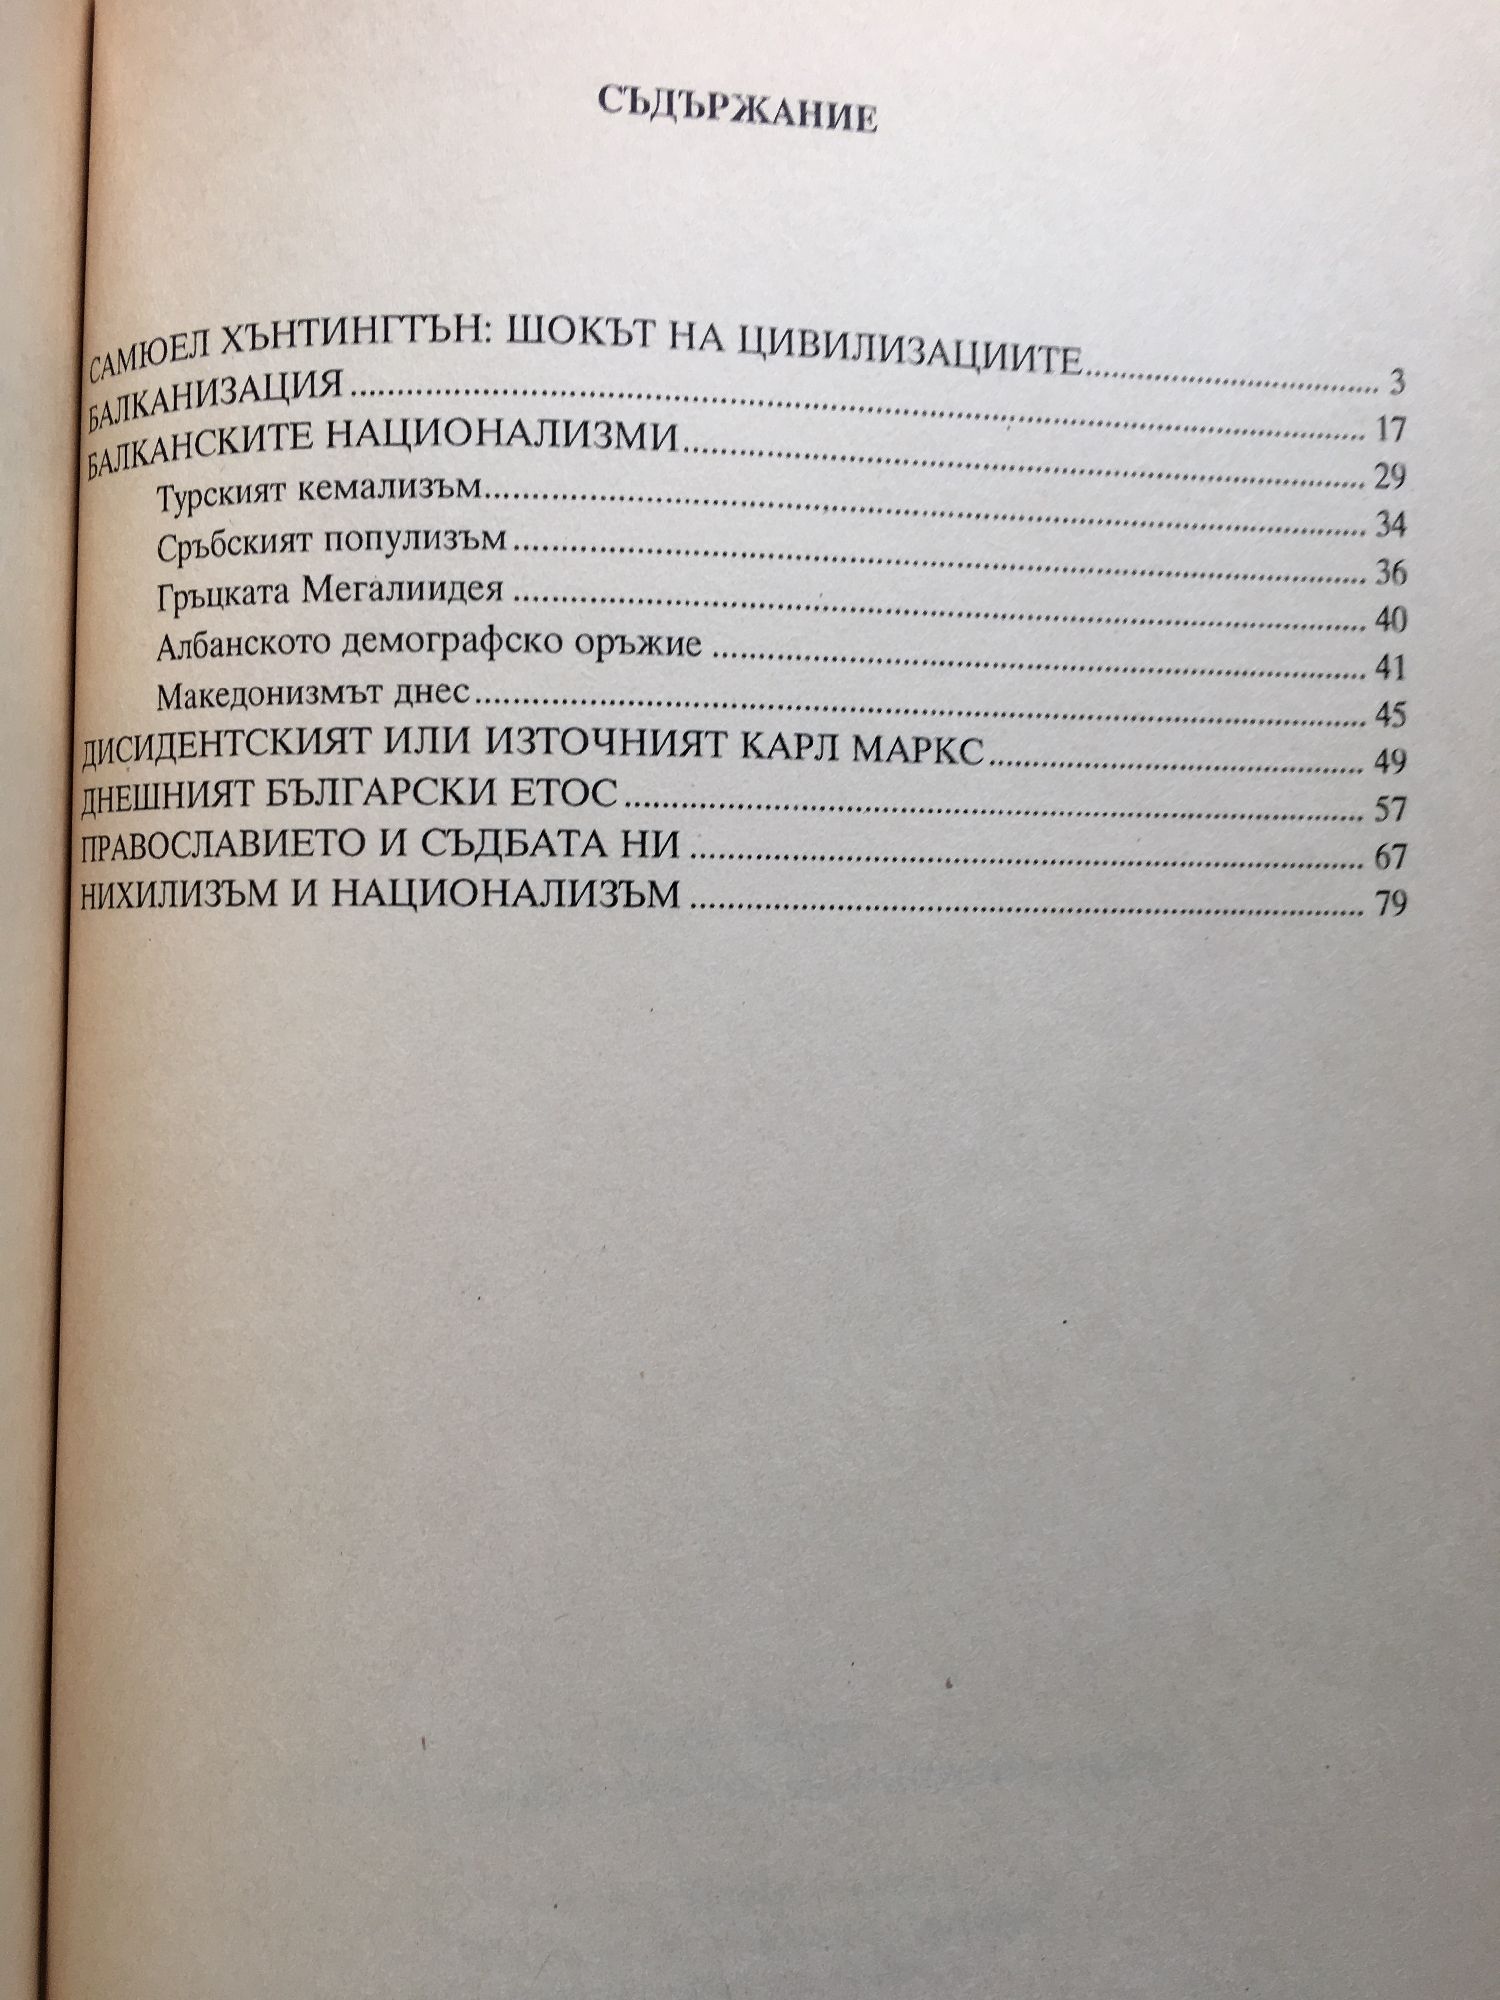 СЪДЪРЖАНИЕ
САМЮЕЛ ХЪНТИНГТЪН: ШОКЪТ НА ЦИВИЛИЗАЦИИТЕ.............................. 3
БАЛКАНИЗАЦИЯ.............................. 17
БАЛКАНСКИТЕ НАЦИОНАЛИЗМИ.............................. 29
Турският кемализъм.............................. 34
Сръбският популизъм.............................. 36
Гръцката Мегалиидея.............................. 40
Албанското демографско оръжие.............................. 41
Македонизмът днес.............................. 45
ДИСИДЕНТСКИЯТ ИЛИ ИЗТОЧНИЯТ КАРЛ МАРКС.............................. 49
ДНЕШНИЯТ БЪЛГАРСКИ ЕТОС.............................. 57
ПРАВОСЛАВИЕТО И СЪДБАТА НИ.............................. 67
НИХИЛИЗЪМ И НАЦИОНАЛИЗЪМ.............................. 79